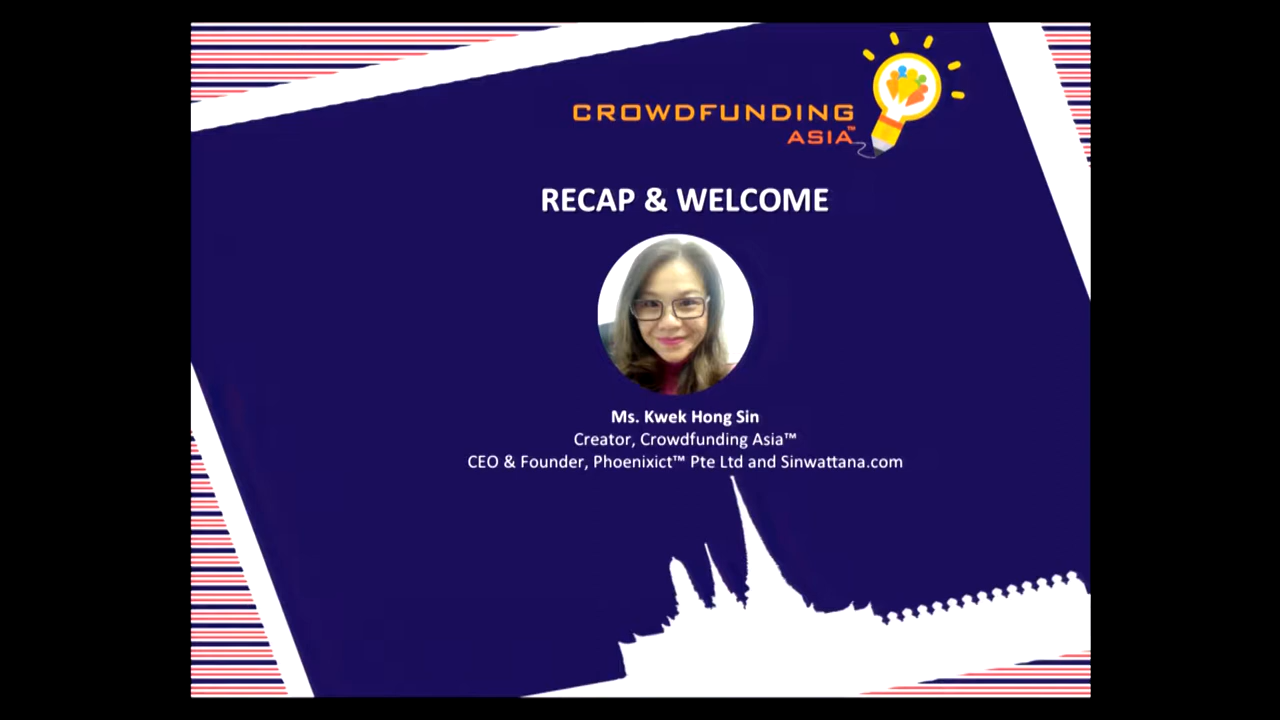 CROWDFUNDING
ASIA™
RECAP & WELCOME
Ms. Kwek Hong Sin
Creator, Crowdfunding Asia™
CEO & Founder, Phoenixict™ Pte Ltd and Sinwattana.com